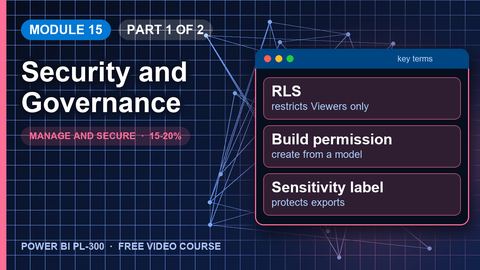 MODULE 15
PART 1 OF 2
Security and
Governance
MANAGE AND SECURE · 15-20%
key terms
RLS
restricts Viewers only
Build permission
create from a model
Sensitivity label
protects exports
POWER BI PL-300 · FREE VIDEO COURSE